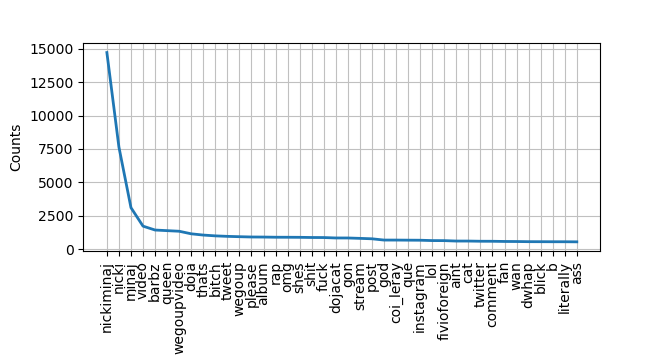 15000
12500
10000
7500
5000
2500
0
Counts
nickiminaj
nicki
minaj
video
barbz
queen
wegoupvideo
doja
thats
bitch
tweet
wegoup
please
album
rap
omg
shes
shit
fuck
dojacat
gon
stream
post
god
coi_leray
que
instagram
lol
fivioforeign
aint
cat
twitter
comment
fan
wan
dwhap
blick
b
literally
ass